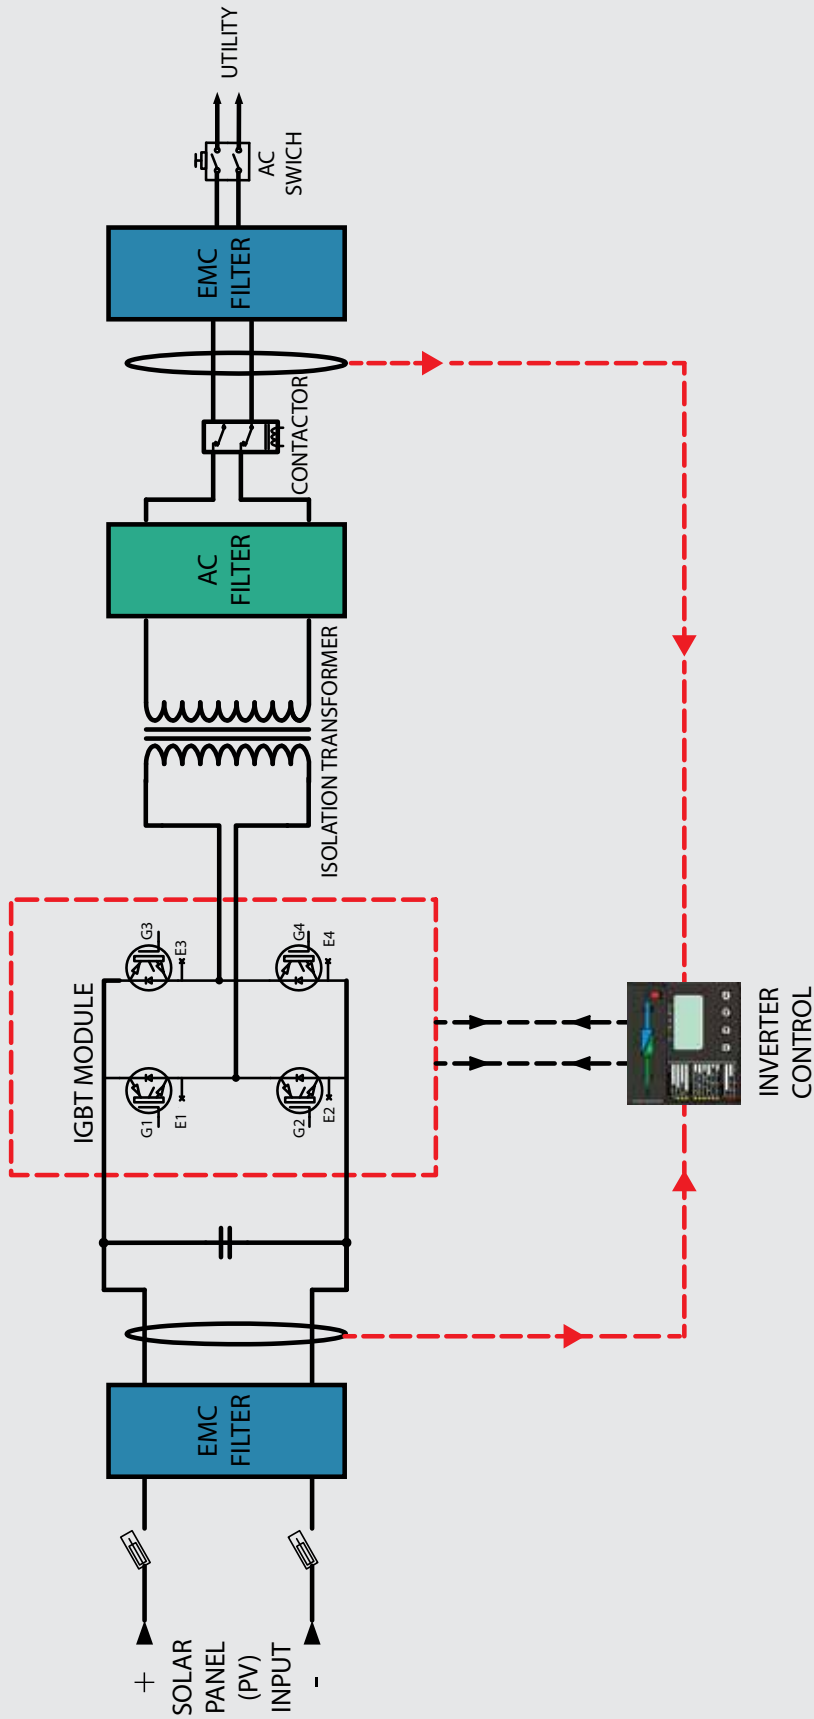 +
SOLAR
PANEL
(PV)
INPUT
-
EMC
FILTER
IGBT MODULE
G1
E1
G2
E2
G3
E3
G4
E4
INVERTER
CONTROL
ISOLATION TRANSFORMER
AC
FILTER
CONTACTOR
EMC
FILTER
AC
SWICH
UTILITY